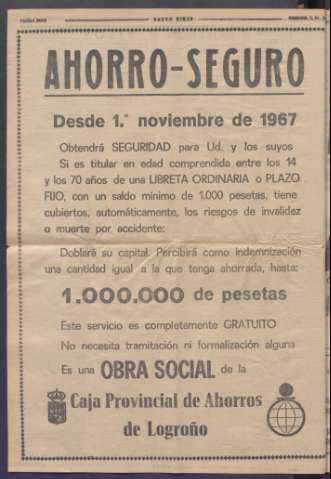 NUEVA RIOJA
AHORRO-SEGURO
Desde 1.° noviembre de 1967
Obtendrá SEGURIDAD para Ud. y los suyos
Si es titular en edad comprendida entre los 14
y los 70 años de una LIBRETA ORDINARIA o PLAZO
FIJO, con un saldo mínimo de 1.000 pesetas, tiene
cubiertos, automáticamente, los riesgos de invalidez
o muerte por accidente:
Doblará su capital. Percibirá como indemnización
una cantidad igual a la que tenga ahorrada, hasta:
1.000.000 de pesetas
Este servicio es completamente GRATUITO
No necesita tramitación ni formalización alguna
Es una OBRA SOCIAL de la
Caja Provincial de Ahorros
de Logroño